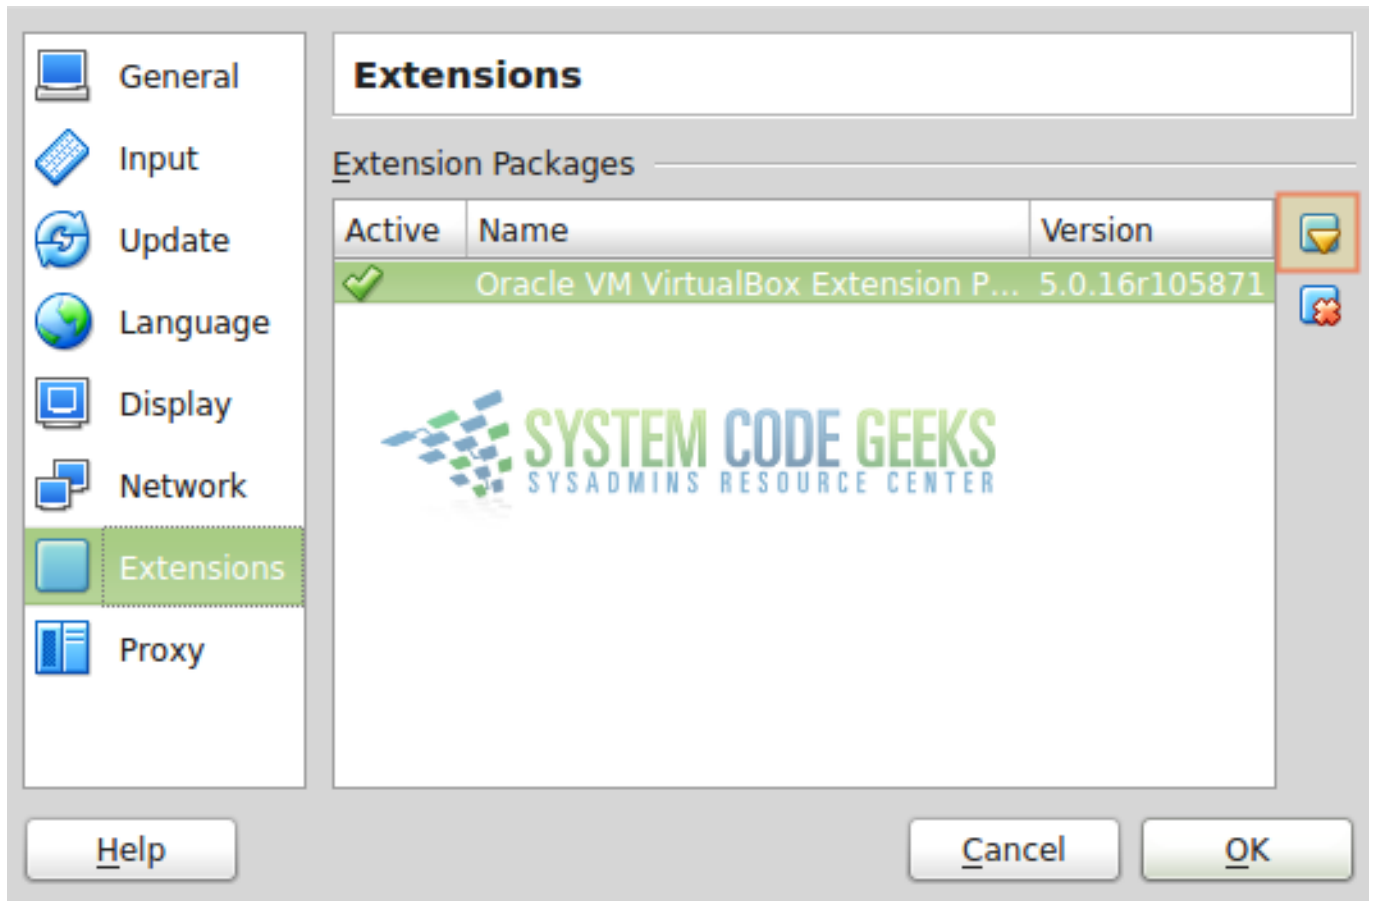 General
Input
Update
Language
Display
Network
Extensions
Proxy
Extensions
Extension Packages
Active Name Version
Oracle VM VirtualBox Extension P... 5.0.16r105871
SYSTEM CODE GEEKS
SYSADMINS RESOURCE CENTER
Help Cancel OK